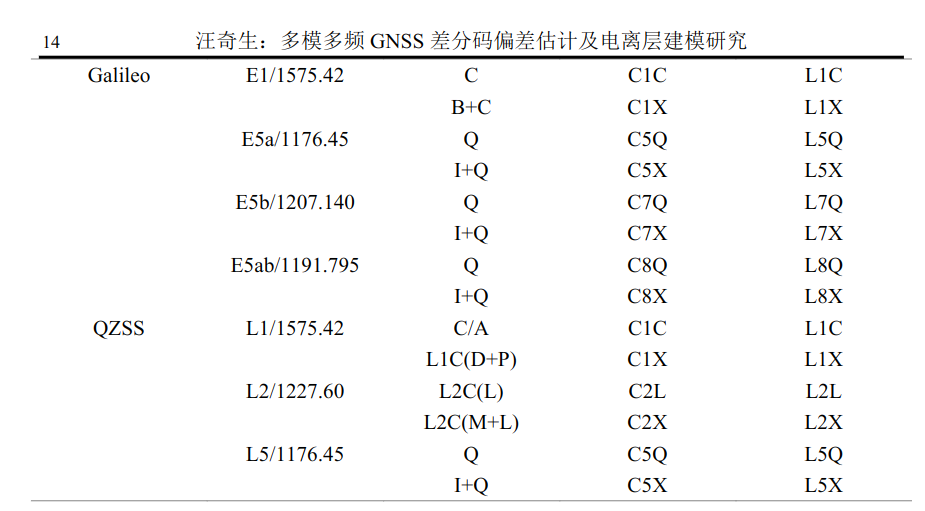 14 汪奇生：多模多频 GNSS 差分码偏差估计及电离层建模研究
Galileo E1/1575.42 C C1C L1C
B+C C1X L1X
E5a/1176.45 Q C5Q L5Q
I+Q C5X L5X
E5b/1207.140 Q C7Q L7Q
I+Q C7X L7X
E5ab/1191.795 Q C8Q L8Q
I+Q C8X L8X
QZSS L1/1575.42 C/A C1C L1C
L1C(D+P) C1X L1X
L2/1227.60 L2C(L) C2L L2L
L2C(M+L) C2X L2X
L5/1176.45 Q C5Q L5Q
I+Q C5X L5X